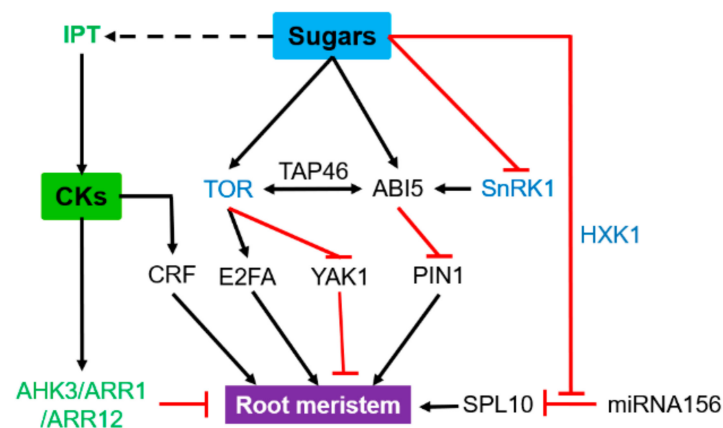 IPT
Sugars
TAP46
CKs
TOR
ABI5
SnRK1
HXK1
CRF
E2FA
YAK1
PIN1
AHK3/ARR1
/ARR12
Root meristem
SPL10
miRNA156